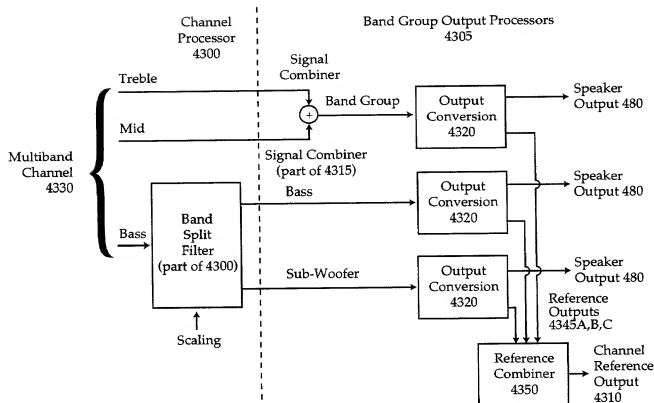 Channel
Processor
4300
Band Group Output Processors
4305
Signal
Combiner
Treble
Band Group
Output
Conversion
4320
Speaker
Output 480
Mid
Multiband
Channel
4330
Signal Combiner
(part of 4315)
Bass
Output
Conversion
4320
Speaker
Output 480
Bass
Band
Split
Filter
(part of 4300)
Sub-Woofer
Output
Conversion
4320
Speaker
Output 480
Scaling
Reference
Outputs
4345A,B,C
Reference
Combiner
4350
Channel
Reference
Output
4310